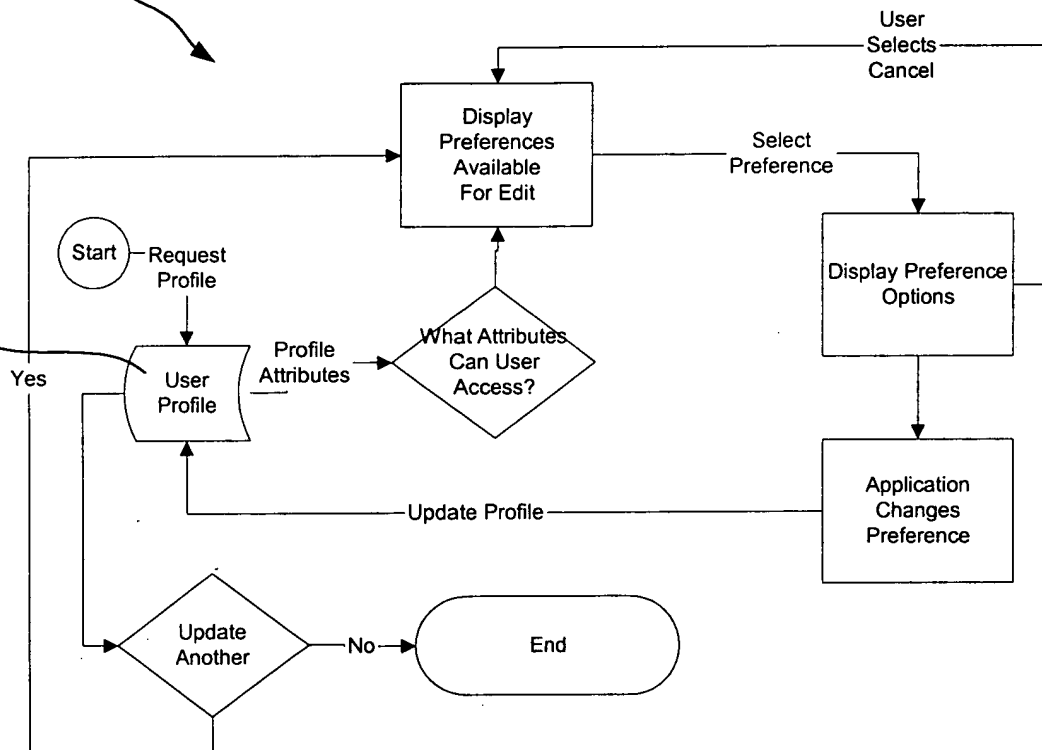 User
Selects
Cancel
Display
Preferences
Available
For Edit
Select
Preference
Start
Request
Profile
Display Preference
Options
What Attributes
Can User
Access?
Profile
Attributes
Yes
User
Profile
Application
Changes
Preference
Update Profile
Update
Another
No
End